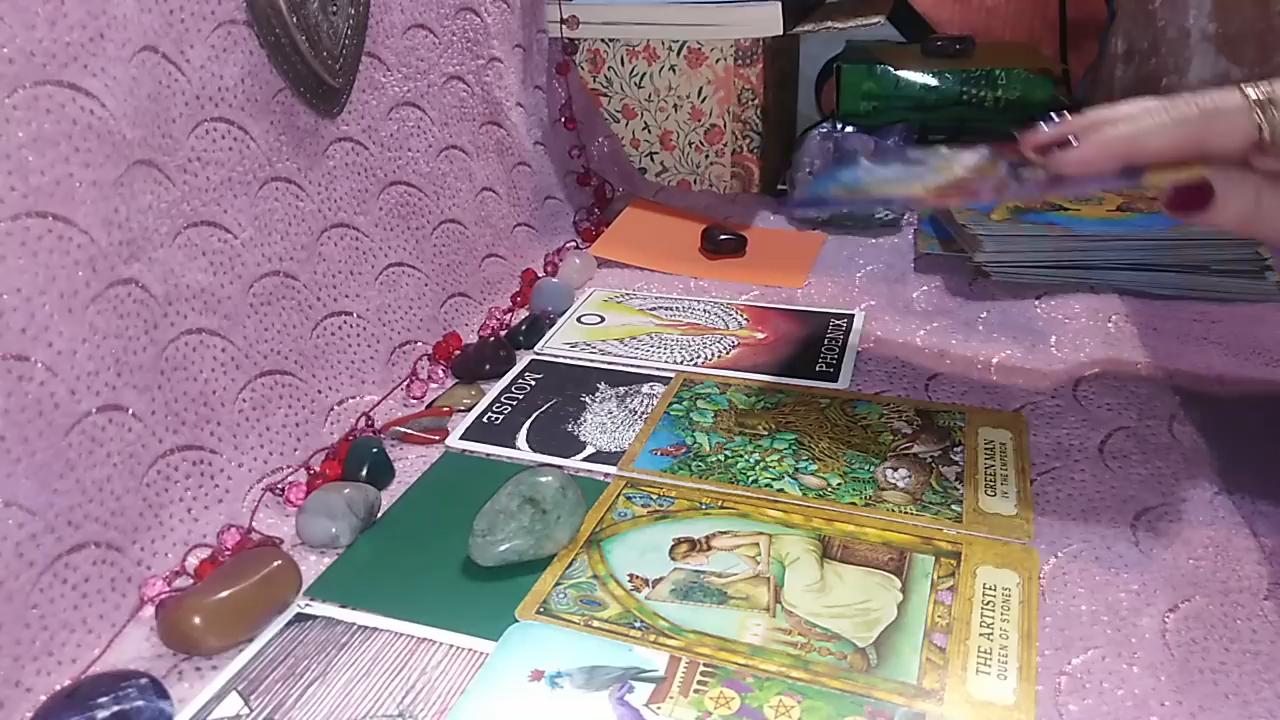 O
PHOENIX
MOUSE
GREEN MAN
IV. THE EMPEROR
THE ARTISTE
QUEEN OF STONES